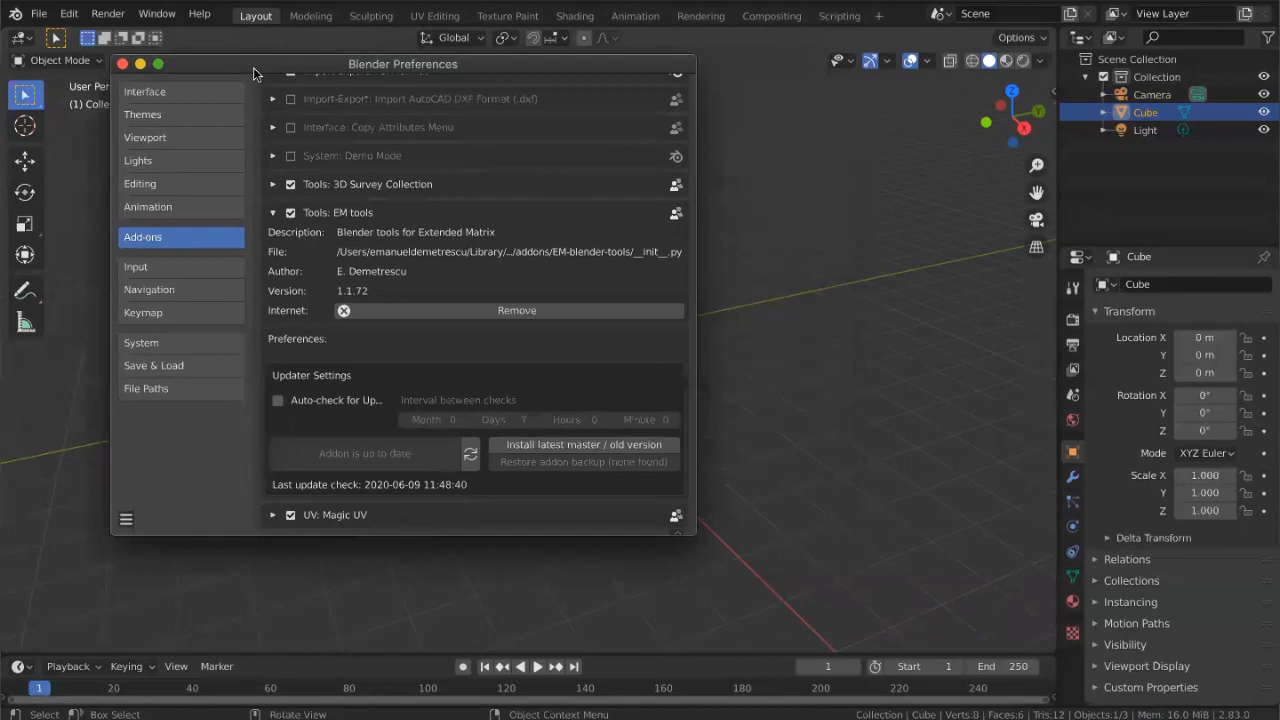 File Edit Render Window Help Layout Modeling Sculpting UV Editing Texture Paint Shading Animation Rendering Compositing Scripting + Scene View Layer
Global Options
Object Mode
Blender Preferences
User Per
(1) Colle
Interface
Themes
Viewport
Lights
Editing
Animation
Add-ons
Input
Navigation
Keymap
System
Save & Load
File Paths
Import-Export: Import AutoCAD DXF Format (.dxf)
Interface: Copy Attributes Menu
System: Demo Mode
Tools: 3D Survey Collection
Tools: EM tools
Description: Blender tools for Extended Matrix
File: /Users/emanueldemetrescu/Library/.../addons/EM-blender-tools/__init__.py
Author: E. Demetrescu
Version: 1.1.72
Internet: Remove
Preferences:
Updater Settings
Auto-check for Up... Interval between checks
Month 0 Days 7 Hours 0 Minute 0
Addon is up to date
Install latest master / old version
Restore addon backup (none found)
Last update check: 2020-06-09 11:48:40
UV: Magic UV
Z
Y
X
Scene Collection
Collection
Camera
Cube
Light
Cube
Cube
Transform
Location X 0 m
Y 0 m
Z 0 m
Rotation X 0°
Y 0°
Z 0°
Mode XYZ Euler
Scale X 1.000
Y 1.000
Z 1.000
Delta Transform
Relations
Collections
Instancing
Motion Paths
Visibility
Viewport Display
Custom Properties
Playback Keying View Marker 1 Start 1 End 250
1 20 40 60 80 100 120 140 160 180 200 220 240
Select Box Select Rotate View Object Context Menu Collection | Cube | Verts:8 | Faces:6 | Tris:12 | Objects:1/3 | Mem: 16.0 MiB | 2.83.0